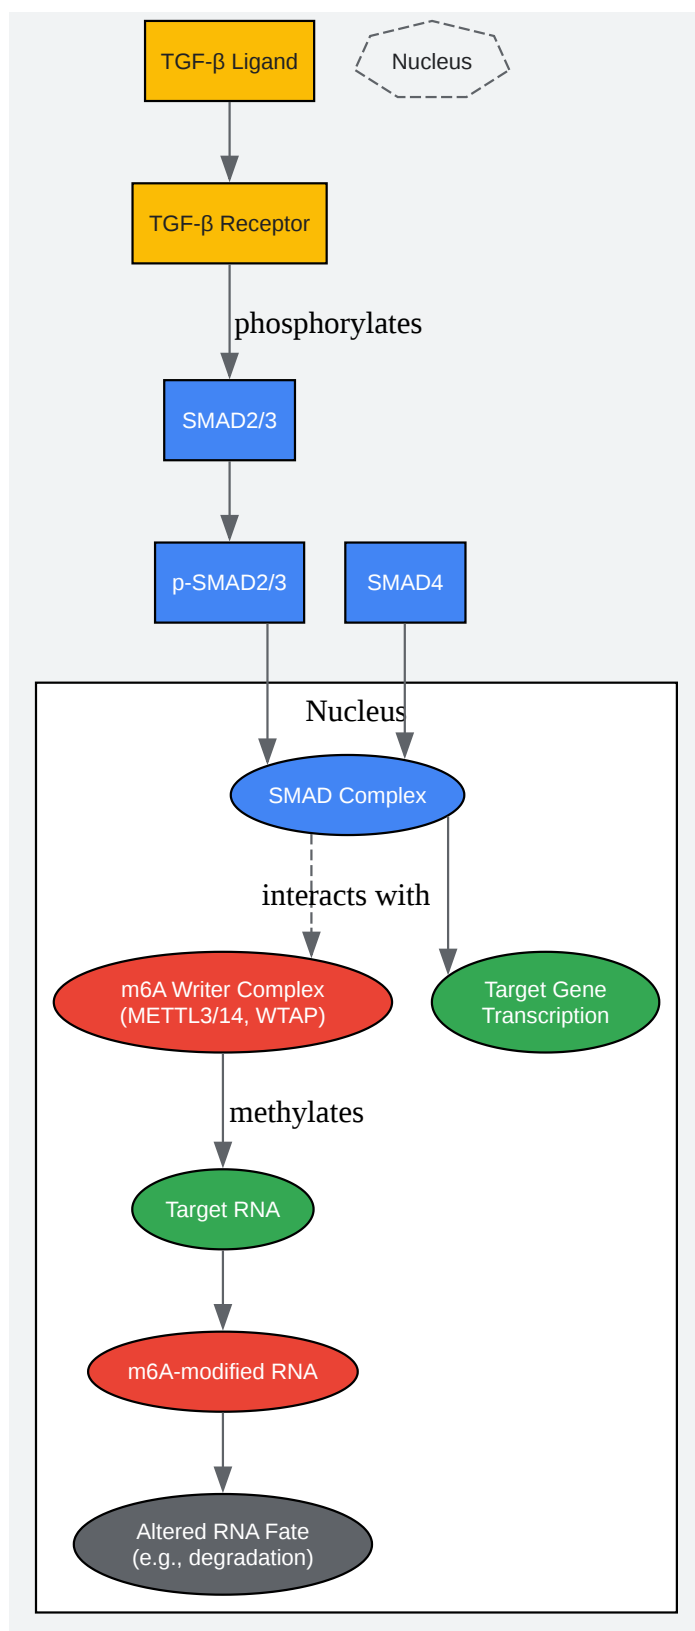 TGF-β Ligand
Nucleus
TGF-β Receptor
phosphorylates
SMAD2/3
p-SMAD2/3
SMAD4
Nucleus
SMAD Complex
interacts with
m6A Writer Complex
(METTL3/14, WTAP)
Target Gene
Transcription
methylates
Target RNA
m6A-modified RNA
Altered RNA Fate
(e.g., degradation)